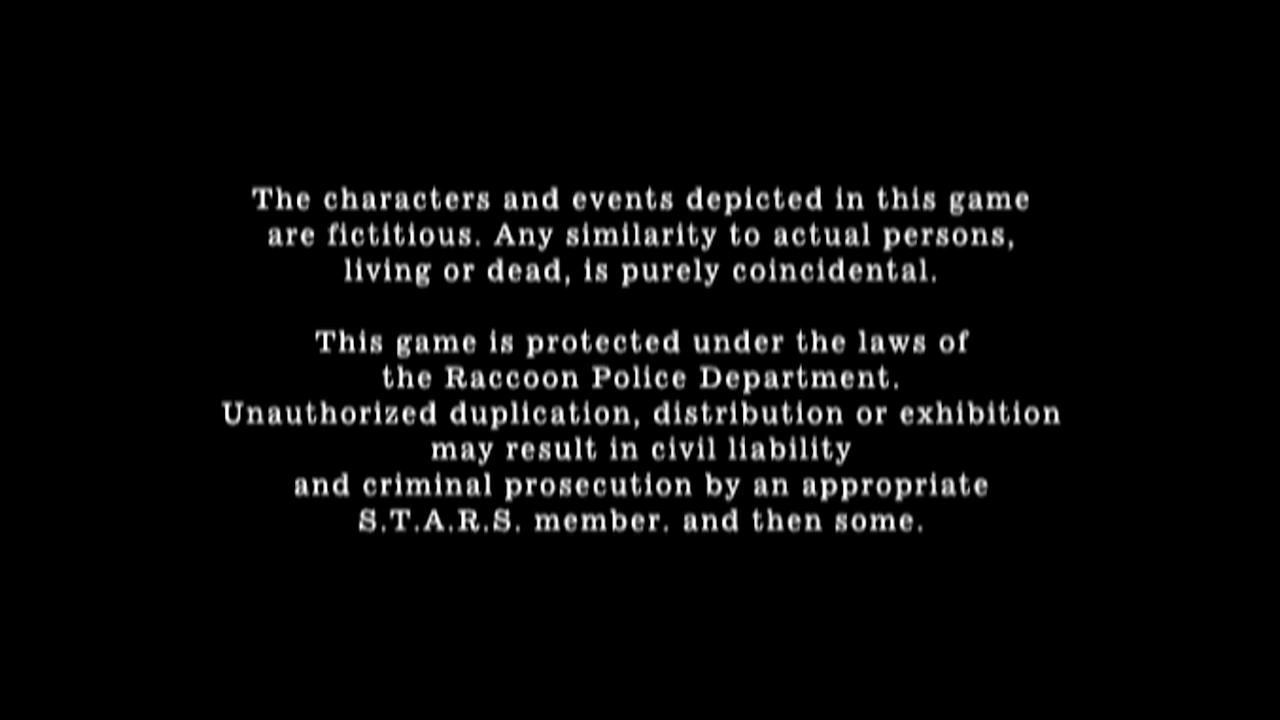 The characters and events depicted in this game
are fictitious. Any similarity to actual persons,
living or dead, is purely coincidental.
This game is protected under the laws of
the Raccoon Police Department.
Unauthorized duplication, distribution or exhibition
may result in civil liability
and criminal prosecution by an appropriate
S.T.A.R.S. member. and then some.